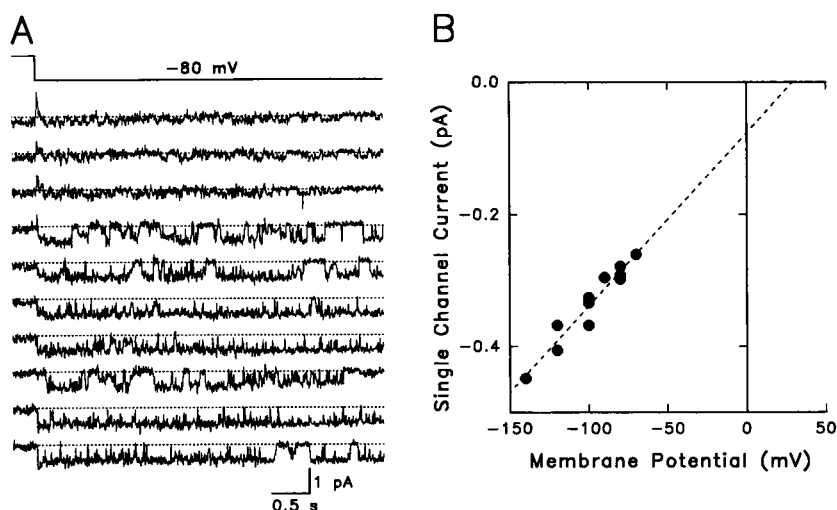 A
-80 mV
1 pA
0.5 s
B
Single Channel Current (pA)
0.0
-0.2
-0.4
-150
-100
-50
0
50
Membrane Potential (mV)